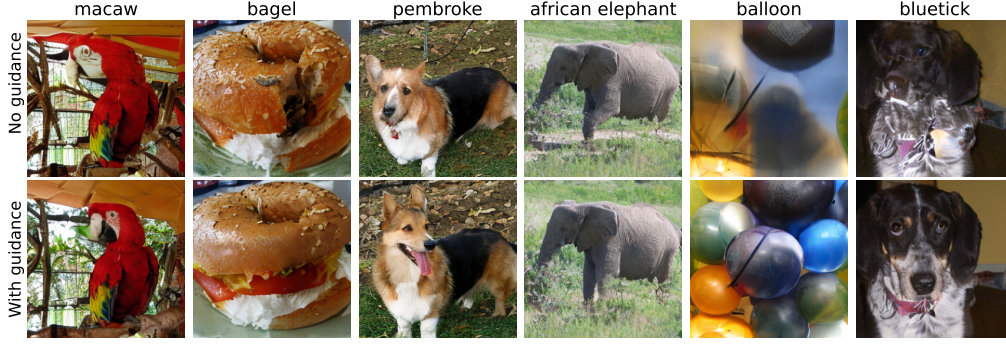 macaw bagel pembroke african elephant balloon bluetick
No guidance
With guidance